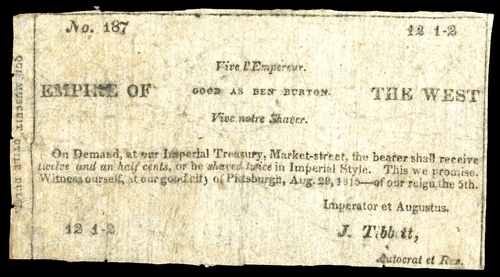 No. 187
12 1-2
Vive l'Empereur.
EMPIRE OF
GOOD AS BEN BURTON.
THE WEST
Vive notre Shaver.
On Demand, at our Imperial Treasury, Market-street, the bearer shall receive
twelve and an half cents, or be shaved twice in Imperial Style. This we promise.
Witness ourself, at our good city of Pittsburgh, Aug. 29, 1815—of our reign, the 5th.
Imperator et Augustus.
12 1-2
J. Tibbett,
Autocrat et Rex.
QUI